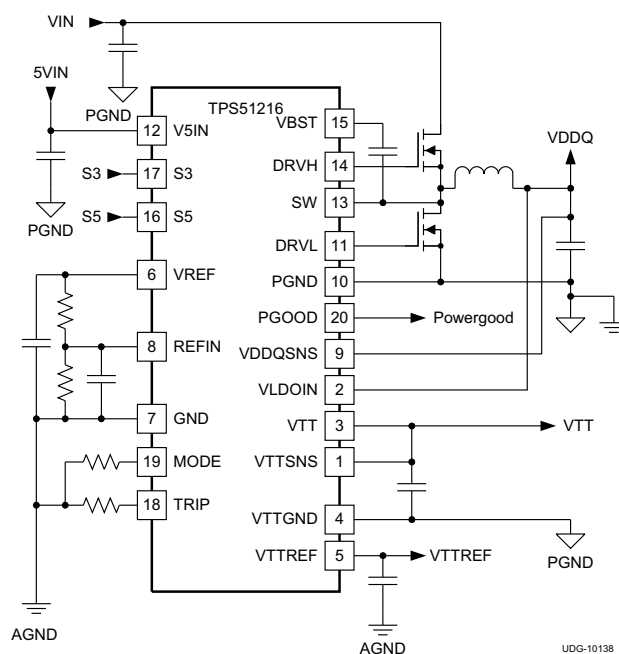 VIN
5VIN
PGND
TPS51216
VBST 15
12 V5IN
VDDQ
DRVH 14
S3 17 S3
SW 13
S5 16 S5
PGND
DRVL 11
6 VREF
PGND 10
PGOOD 20 Powergood
8 REFIN
VDDQSNS 9
VLDOIN 2
7 GND
VTT 3 VTT
19 MODE
VTTSNS 1
18 TRIP
VTTGND 4
VTTREF 5 VTTREF
PGND
AGND
AGND
UDG-10138